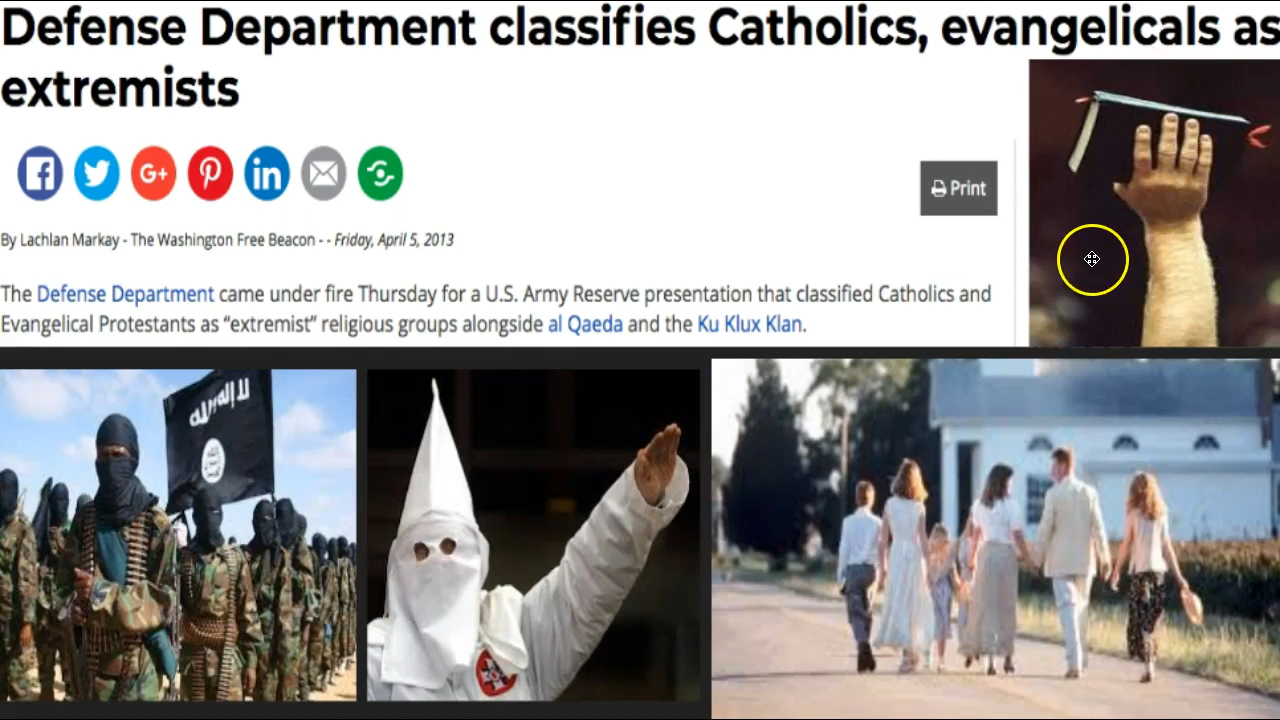 Defense Department classifies Catholics, evangelicals as
extremists
G+
in
Print
By Lachlan Markay - The Washington Free Beacon - - Friday, April 5, 2013
The Defense Department came under fire Thursday for a U.S. Army Reserve presentation that classified Catholics and
Evangelical Protestants as “extremist” religious groups alongside al Qaeda and the Ku Klux Klan.